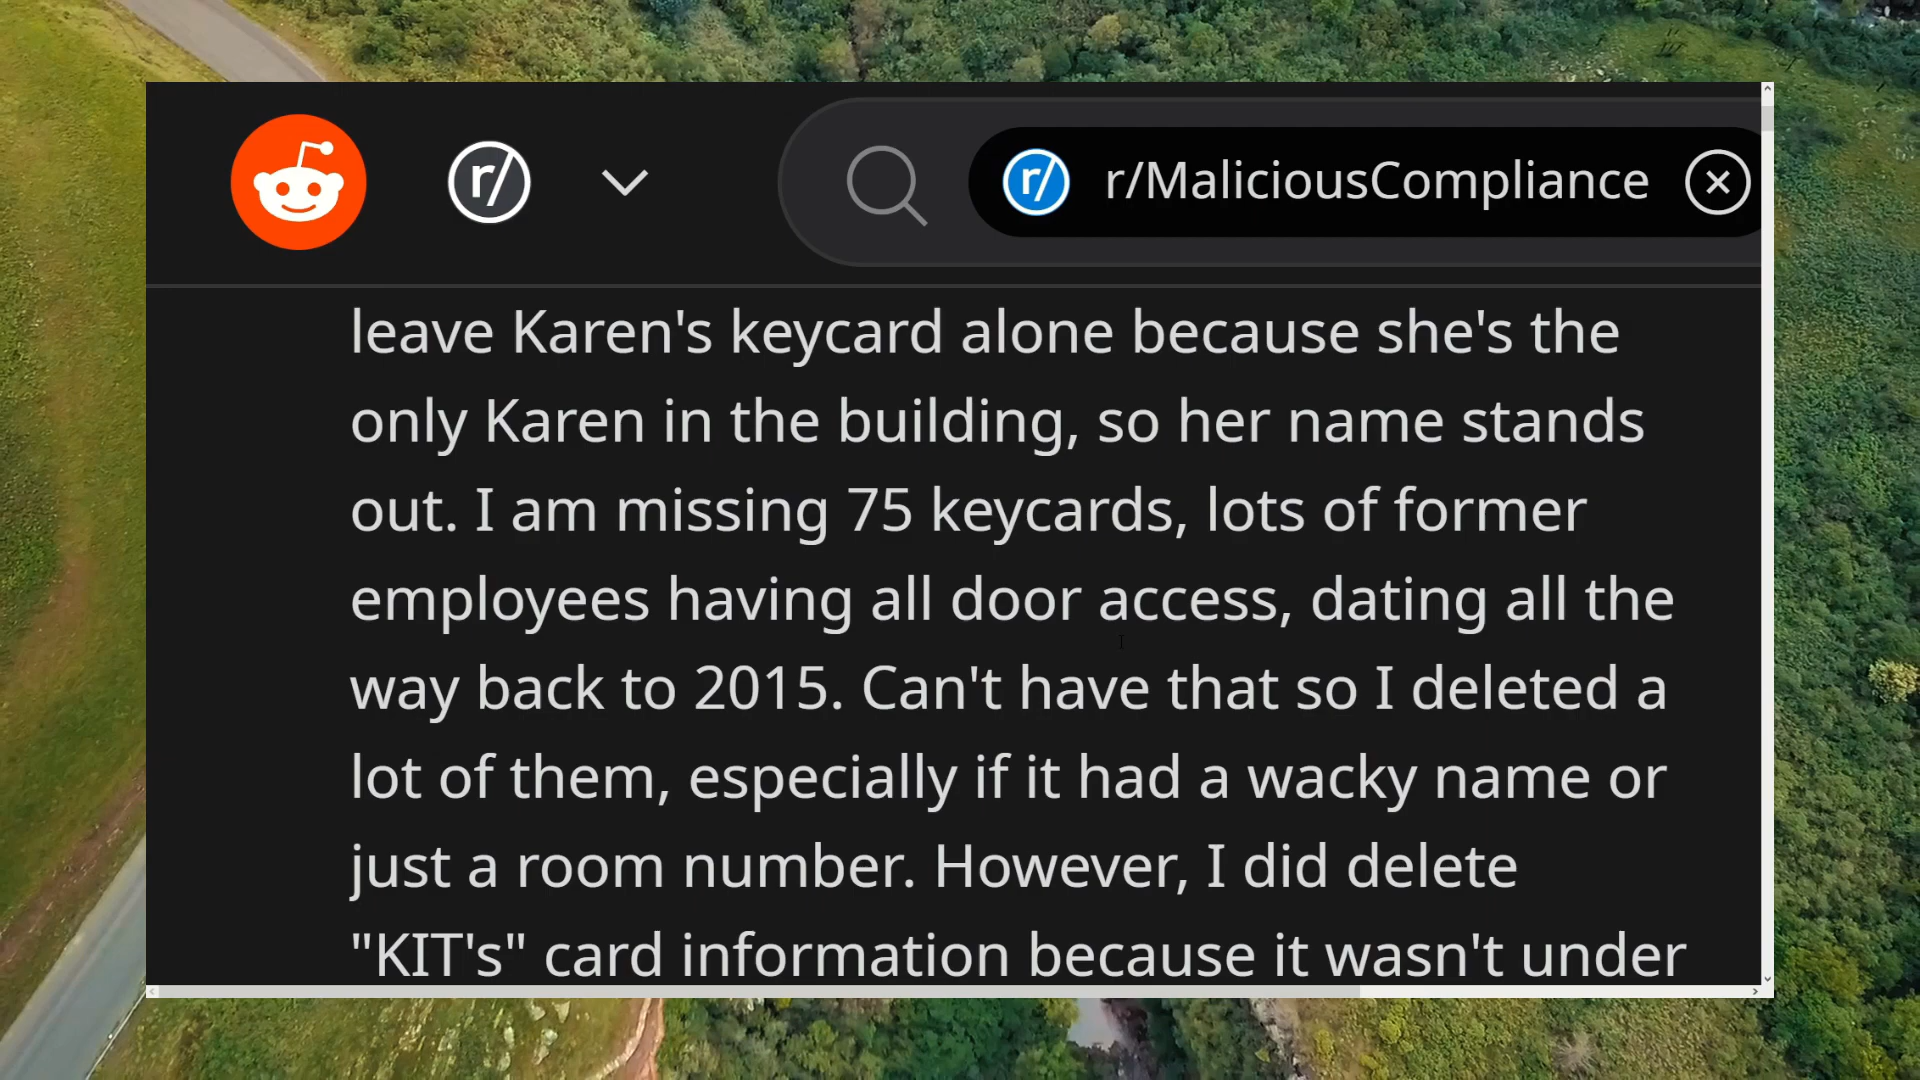 r/
r/ r/MaliciousCompliance
leave Karen's keycard alone because she's the
only Karen in the building, so her name stands
out. I am missing 75 keycards, lots of former
employees having all door access, dating all the
way back to 2015. Can't have that so I deleted a
lot of them, especially if it had a wacky name or
just a room number. However, I did delete
"KIT's" card information because it wasn't under